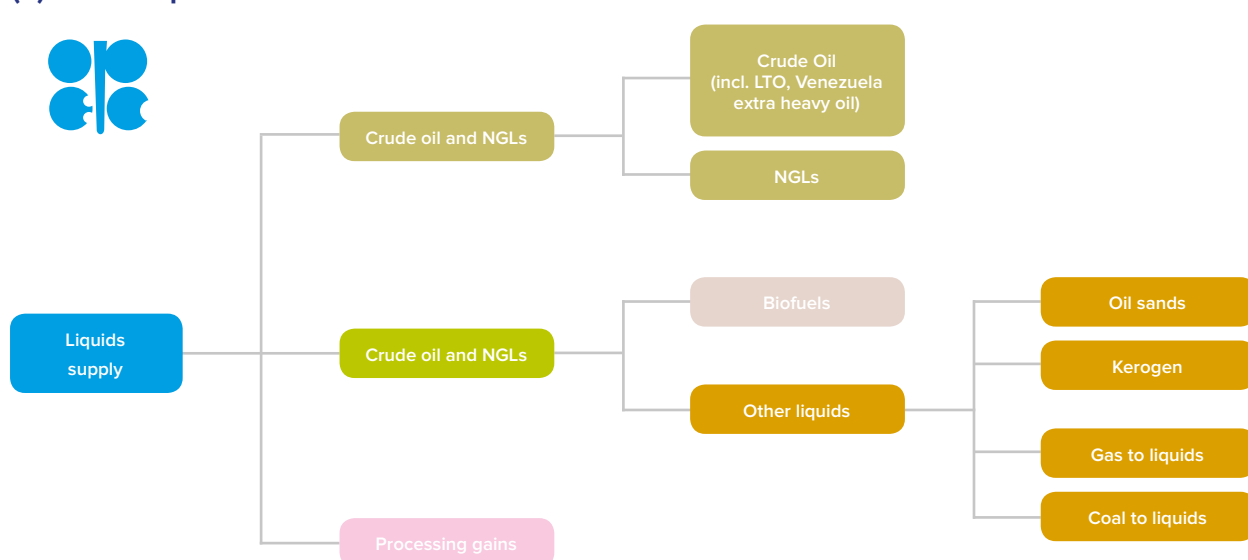 Crude Oil
(incl. LTO, Venezuela
extra heavy oil)
Crude oil and NGLs
NGLs
Biofuels
Oil sands
Liquids
supply
Crude oil and NGLs
Kerogen
Other liquids
Gas to liquids
Coal to liquids
Processing gains